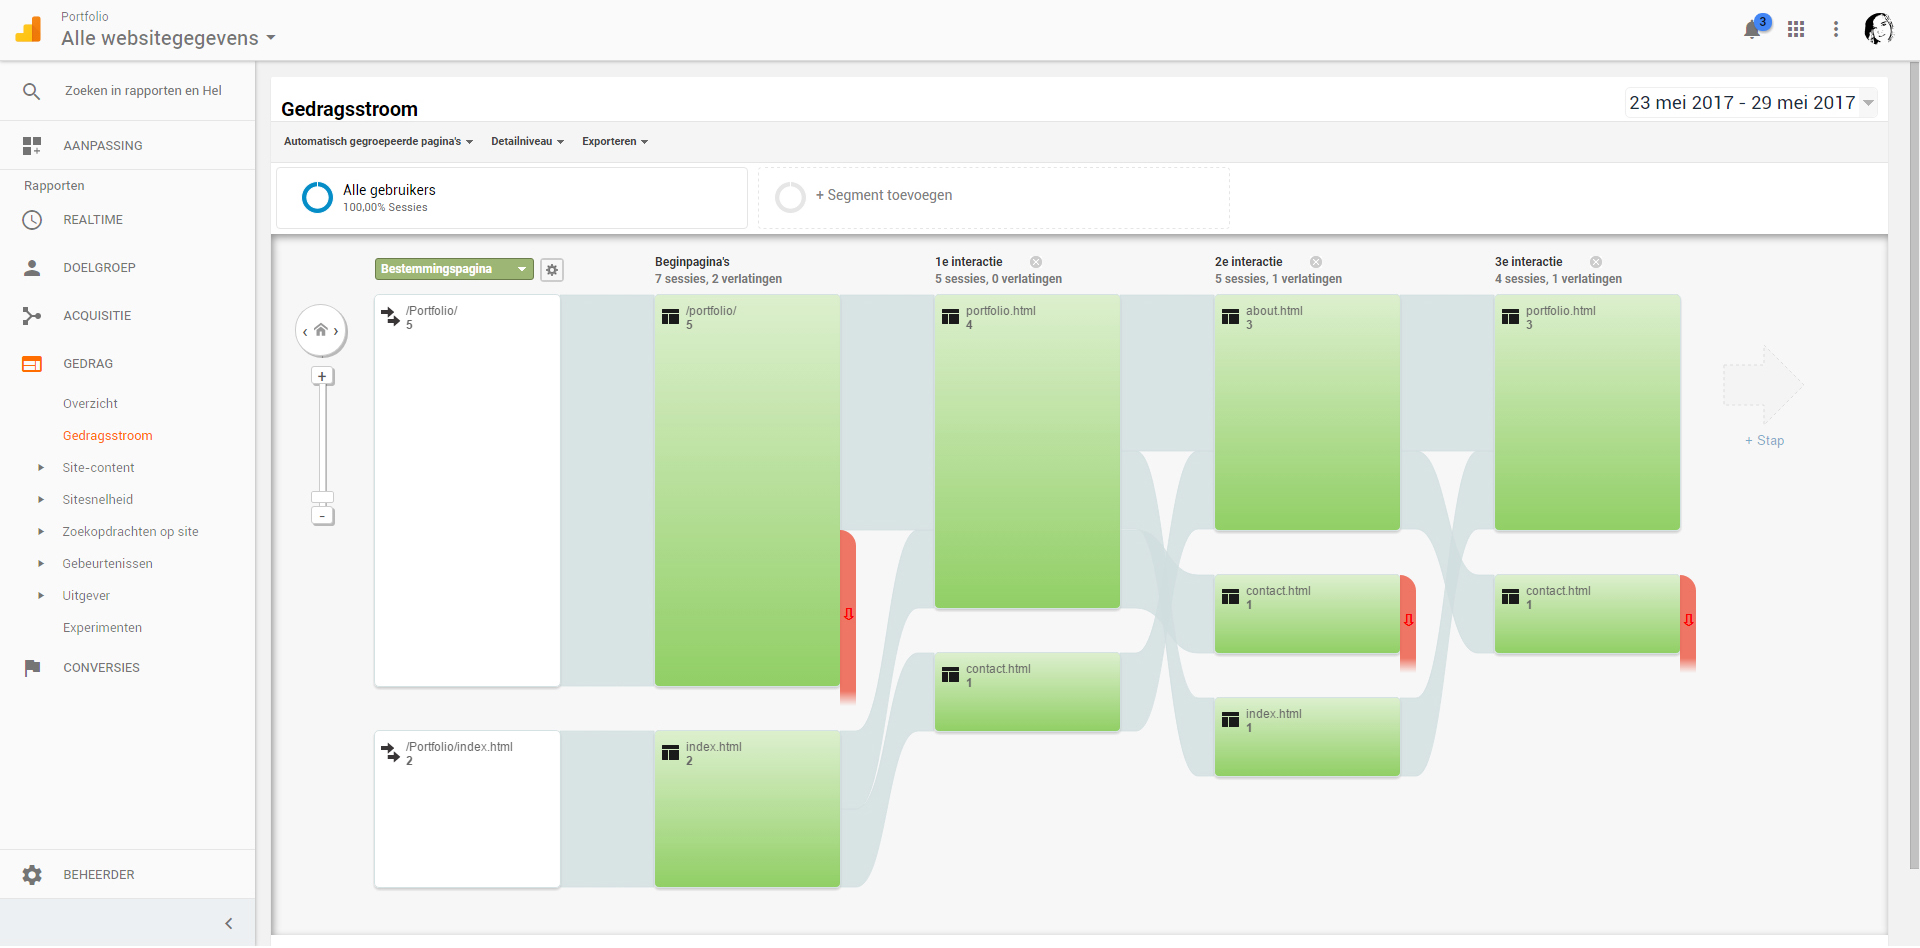 Portfolio
Alle websitegegevens
3
Zoeken in rapporten en Hel
AANPASSING
Rapporten
REALTIME
DOELGROEP
ACQUISITIE
GEDRAG
Overzicht
Gedragsstroom
Site-content
Sitesnelheid
Zoekopdrachten op site
Gebeurtenissen
Uitgever
Experimenten
CONVERSIES
BEHEERDER
Gedragsstroom
23 mei 2017 - 29 mei 2017
Automatisch gegroepeerde pagina's Detailniveau Exporteren
Alle gebruikers
100,00% Sessies
+ Segment toevoegen
Bestemmingspagina
/Portfolio/
5
/Portfolio/index.html
2
+
-
Beginpagina's
7 sessies, 2 verlatingen
/portfolio/
5
index.html
2
1e interactie
5 sessies, 0 verlatingen
portfolio.html
4
contact.html
1
2e interactie
5 sessies, 1 verlatingen
about.html
3
contact.html
1
index.html
1
3e interactie
4 sessies, 1 verlatingen
portfolio.html
3
contact.html
1
+ Stap